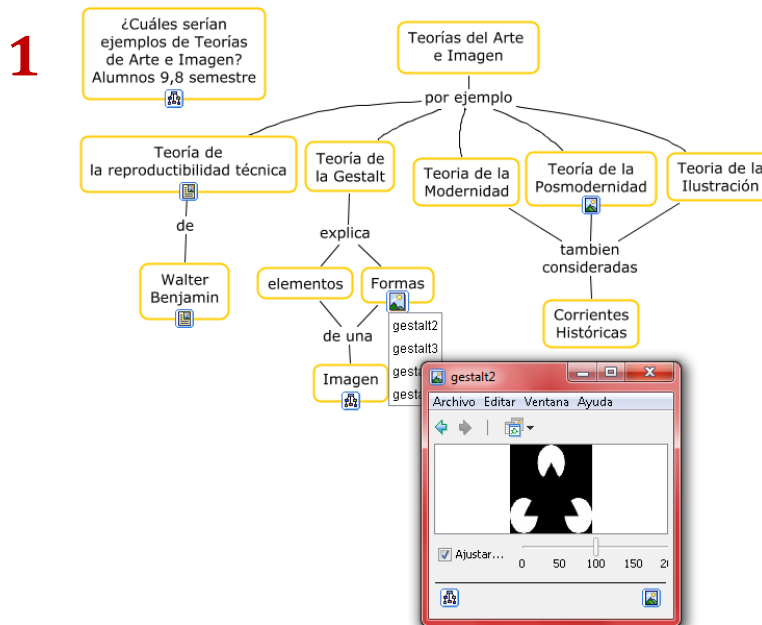 1
¿Cuáles serían
ejemplos de Teorías
de Arte e Imagen?
Alumnos 9,8 semestre
Teorías del Arte
e Imagen
por ejemplo
Teoría de
la reproductibilidad técnica
Teoría de
la Gestalt
Teoria de la
Modernidad
Teoría de la
Posmodernidad
Teoria de la
Ilustración
de
explica
tambien
consideradas
Walter
Benjamin
elementos
Formas
Corrientes
Históricas
de una
Imagen
gestalt2
gestalt3
gesta
gesta
gestalt2
Archivo Editar Ventana Ayuda
Ajustar...
0 50 100 150 20